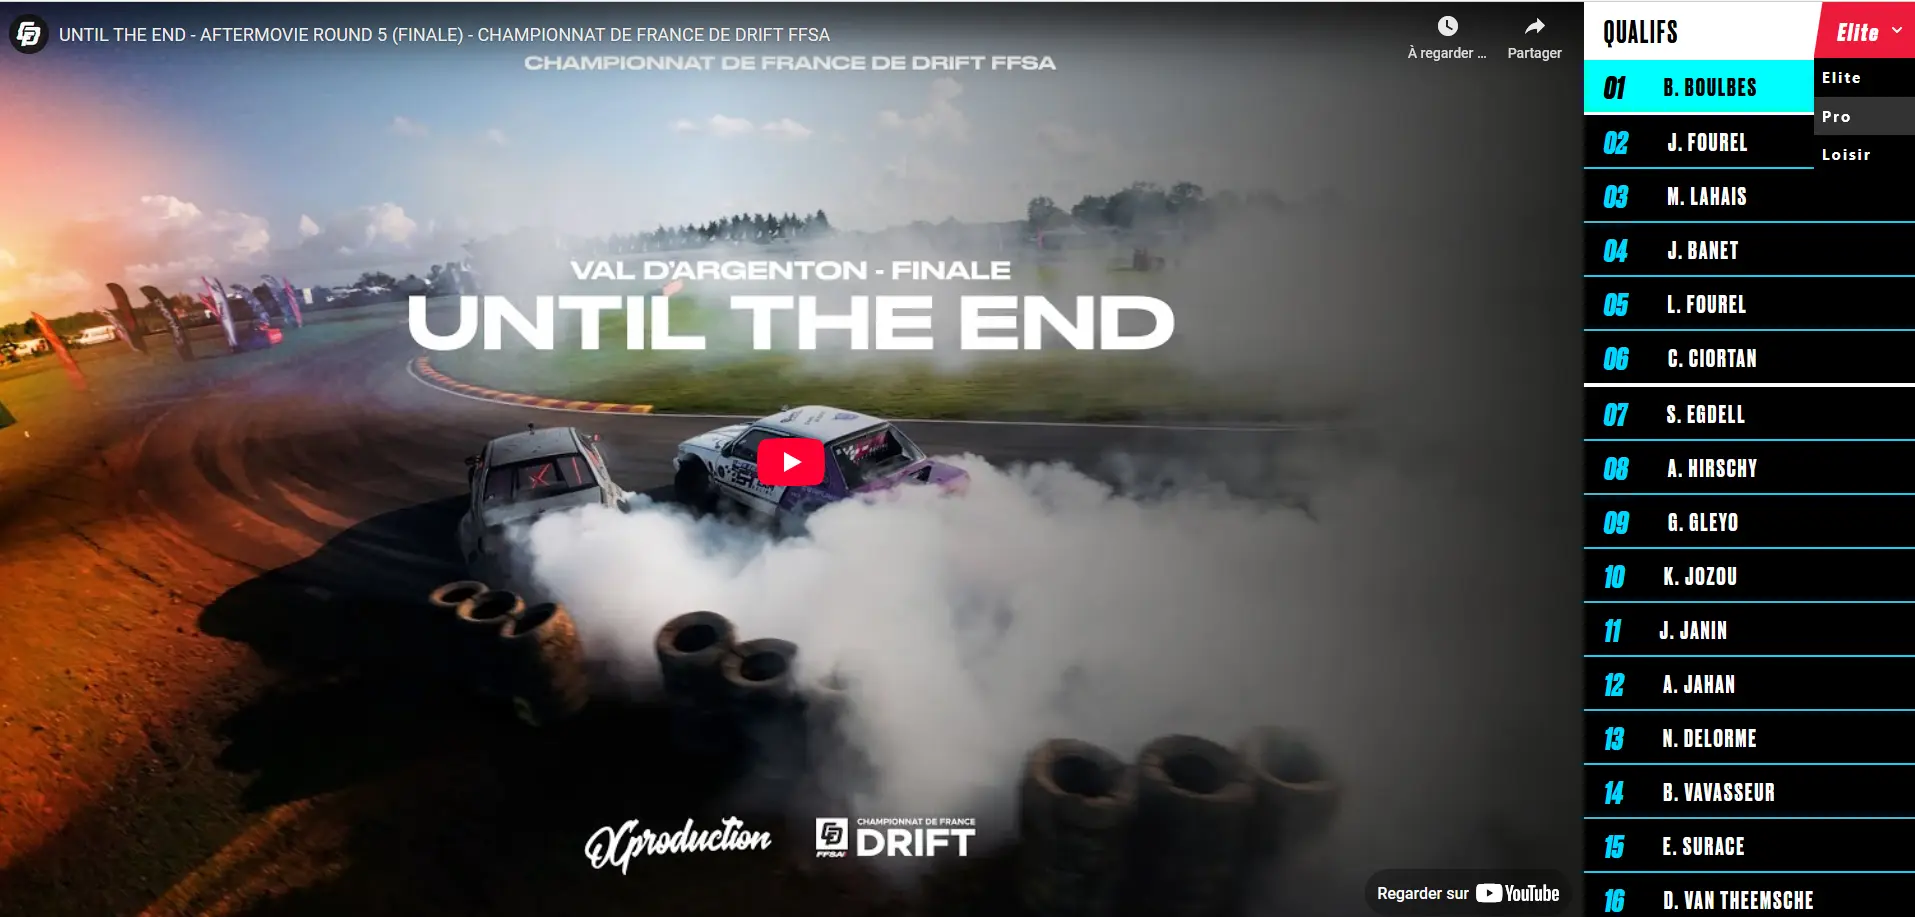 UNTIL THE END - AFTERMOVIE ROUND 5 (FINALE) - CHAMPIONNAT DE FRANCE DE DRIFT FFSA
À regarder ...
Partager
CHAMPIONNAT DE FRANCE DE DRIFT FFSA
VAL D'ARGENTON - FINALE
UNTIL THE END
XGproduction
CHAMPIONNAT DE FRANCE
DRIFT
FFSA
Regarder sur YouTube
QUALIFS
Elite
Elite
Pro
Loisir
01 B. BOULBES
02 J. FOUREL
03 M. LAHAIS
04 J. BANET
05 L. FOUREL
06 C. CIORTAN
07 S. EGDELL
08 A. HIRSCHY
09 G. GLEYO
10 K. JOZOU
11 J. JANIN
12 A. JAHAN
13 N. DELORME
14 B. VAVASSEUR
15 E. SURACE
16 D. VAN THEEMSCHE